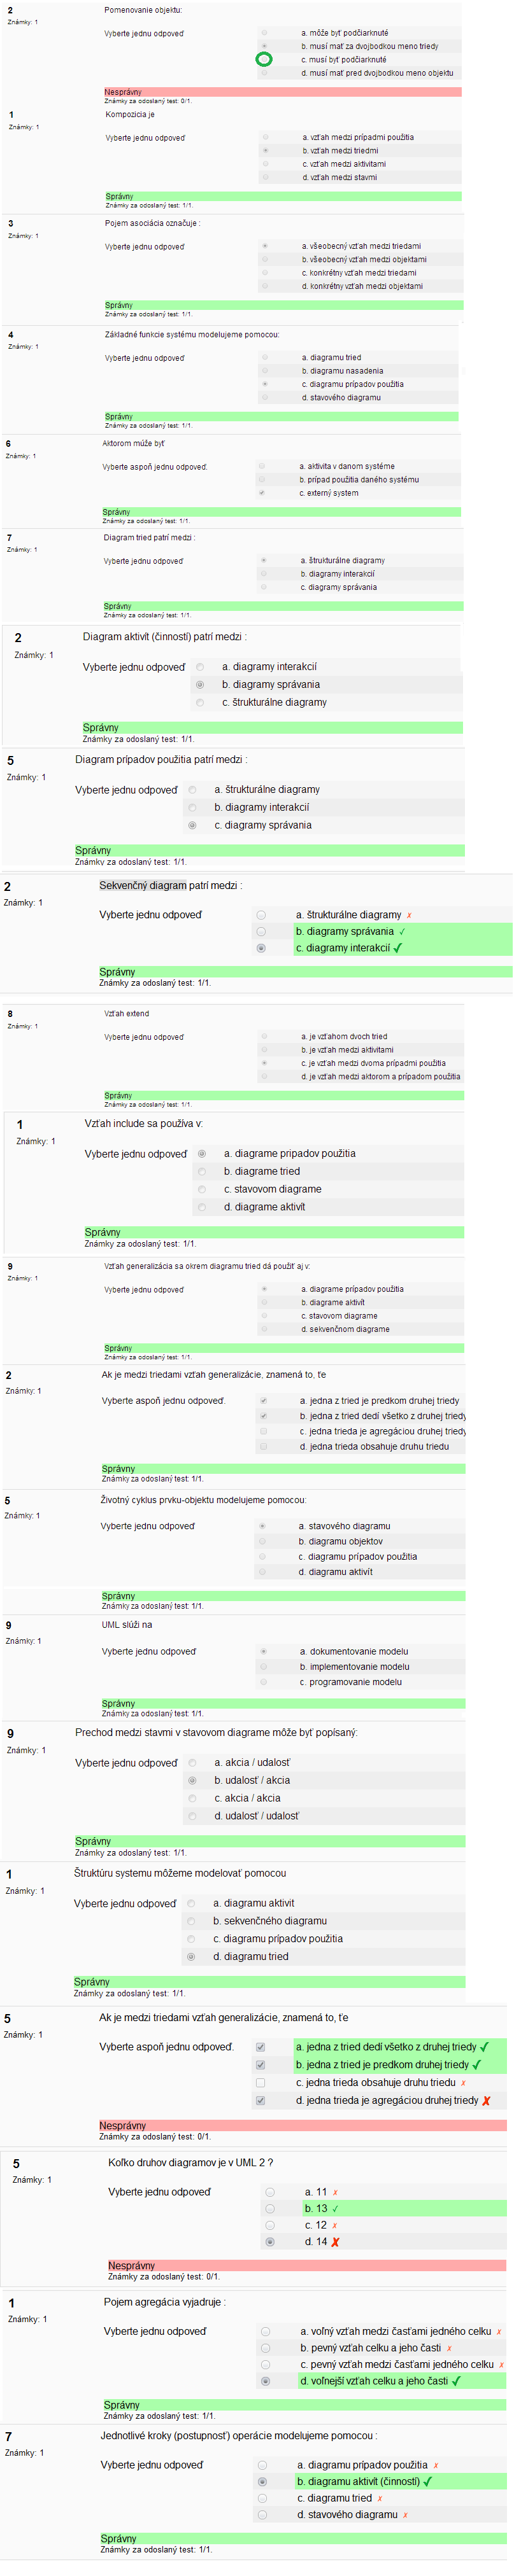 2
Pomenovanie objektu:
Známky: 1
Vyberte jednu odpoveď
a. môže byť podčiarknuté
b. musí mať za dvojbodkou meno triedy
c. musí byť podčiarknuté
d. musí mať pred dvojbodkou meno objektu
Nesprávny
Známky za odoslaný test: 0/1.
1
Kompozicia je
Známky: 1
Vyberte jednu odpoveď
a. vzťah medzi prípadmi použitia
b. vzťah medzi triedmi
c. vzťah medzi aktivitami
d. vzťah medzi stavmi
Správny
Známky za odoslaný test: 1/1.
3
Pojem asociácia označuje :
Známky: 1
Vyberte jednu odpoveď
a. všeobecný vzťah medzi triedami
b. všeobecný vzťah medzi objektami
c. konkrétny vzťah medzi triedami
d. konkrétny vzťah medzi objektami
Správny
Známky za odoslaný test: 1/1.
4
Základné funkcie systému modelujeme pomocou:
Známky: 1
Vyberte jednu odpoveď
a. diagramu tried
b. diagramu nasadenia
c. diagramu prípadov použitia
d. stavového diagramu
Správny
Známky za odoslaný test: 1/1.
6
Aktorom múže byť
Známky: 1
Vyberte aspoň jednu odpoveď.
a. aktivita v danom systéme
b. prípad použitia daného systému
c. externý system
Správny
Známky za odoslaný test: 1/1.
7
Diagram tried patrí medzi :
Známky: 1
Vyberte jednu odpoveď
a. štrukturálne diagramy
b. diagramy interakcií
c. diagramy správania
Správny
Známky za odoslaný test: 1/1.
2
Diagram aktivít (činností) patrí medzi :
Známky: 1
Vyberte jednu odpoveď
a. diagramy interakcií
b. diagramy správania
c. štrukturálne diagramy
Správny
Známky za odoslaný test: 1/1.
5
Diagram prípadov použitia patrí medzi :
Známky: 1
Vyberte jednu odpoveď
a. štrukturálne diagramy
b. diagramy interakcií
c. diagramy správania
Správny
Známky za odoslaný test: 1/1.
2
Sekvenčný diagram patrí medzi :
Známky: 1
Vyberte jednu odpoveď
a. štrukturálne diagramy ✗
b. diagramy správania ✓
c. diagramy interakcií ✓
Správny
Známky za odoslaný test: 1/1.
8
Vzťah extend
Známky: 1
Vyberte jednu odpoveď
a. je vzťahom dvoch tried
b. je vzťah medzi aktivitami
c. je vzťah medzi dvoma prípadmi použitia
d. je vzťah medzi aktorom a prípadom použitia
Správny
Známky za odoslaný test: 1/1.
1
Vzťah include sa používa v:
Známky: 1
Vyberte jednu odpoveď
a. diagrame pripadov použitia
b. diagrame tried
c. stavovom diagrame
d. diagrame aktivít
Správny
Známky za odoslaný test: 1/1.
9
Vzťah generalizácia sa okrem diagramu tried dá použiť aj v:
Známky: 1
Vyberte jednu odpoveď
a. diagrame prípadov použitia
b. diagrame aktivít
c. stavovom diagrame
d. sekvenčnom diagrame
Správny
Známky za odoslaný test: 1/1.
2
Ak je medzi triedami vzťah generalizácie, znamená to, ťe
Známky: 1
Vyberte aspoň jednu odpoveď.
a. jedna z tried je predkom druhej triedy
b. jedna z tried dedí všetko z druhej triedy
c. jedna trieda je agregáciou druhej triedy
d. jedna trieda obsahuje druhu triedu
Správny
Známky za odoslaný test: 1/1.
5
Životný cyklus prvku-objektu modelujeme pomocou:
Známky: 1
Vyberte jednu odpoveď
a. stavového diagramu
b. diagramu objektov
c. diagramu prípadov použitia
d. diagramu aktivít
Správny
Známky za odoslaný test: 1/1.
9
UML slúži na
Známky: 1
Vyberte jednu odpoveď
a. dokumentovanie modelu
b. implementovanie modelu
c. programovanie modelu
Správny
Známky za odoslaný test: 1/1.
9
Prechod medzi stavmi v stavovom diagrame môže byť popísaný:
Známky: 1
Vyberte jednu odpoveď
a. akcia / udalosť
b. udalosť / akcia
c. akcia / akcia
d. udalosť / udalosť
Správny
Známky za odoslaný test: 1/1.
1
Štruktúru systemu môžeme modelovať pomocou
Známky: 1
Vyberte jednu odpoveď
a. diagramu aktivit
b. sekvenčného diagramu
c. diagramu prípadov použitia
d. diagramu tried
Správny
Známky za odoslaný test: 1/1.
5
Ak je medzi triedami vzťah generalizácie, znamená to, ťe
Známky: 1
Vyberte aspoň jednu odpoveď.
a. jedna z tried dedí všetko z druhej triedy ✓
b. jedna z tried je predkom druhej triedy ✓
c. jedna trieda obsahuje druhu triedu ✗
d. jedna trieda je agregáciou druhej triedy ✗
Nesprávny
Známky za odoslaný test: 0/1.
5
Koľko druhov diagramov je v UML 2 ?
Známky: 1
Vyberte jednu odpoveď
a. 11 ✗
b. 13 ✓
c. 12 ✗
d. 14 ✗
Nesprávny
Známky za odoslaný test: 0/1.
1
Pojem agregácia vyjadruje :
Známky: 1
Vyberte jednu odpoveď
a. voľný vzťah medzi časťami jedného celku ✗
b. pevný vzťah celku a jeho časti ✗
c. pevný vzťah medzi časťami jedného celku ✗
d. voľnejší vzťah celku a jeho časti ✓
Správny
Známky za odoslaný test: 1/1.
7
Jednotlivé kroky (postupnosť) operácie modelujeme pomocou :
Známky: 1
Vyberte jednu odpoveď
a. diagramu prípadov použitia ✗
b. diagramu aktivít (činností) ✓
c. diagramu tried ✗
d. stavového diagramu ✗
Správny
Známky za odoslaný test: 1/1.